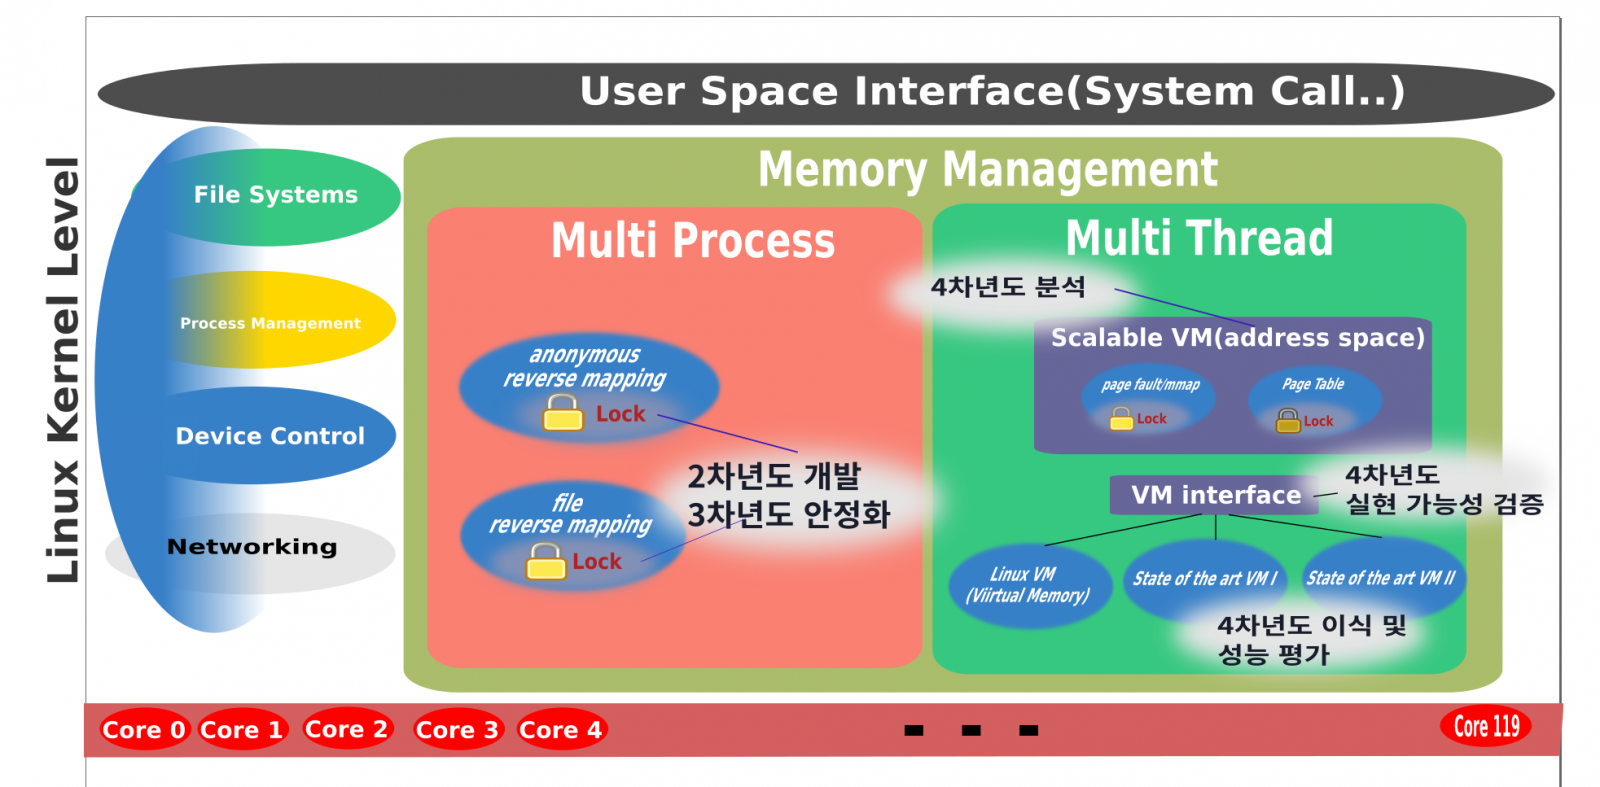 User Space Interface(System Call..)
Linux Kernel Level
File Systems
Process Management
Device Control
Networking
Memory Management
Multi Process
anonymous
reverse mapping
Lock
file
reverse mapping
Lock
2차년도 개발
3차년도 안정화
Multi Thread
4차년도 분석
Scalable VM(address space)
page fault/mmap
Lock
Page Table
Lock
VM interface
4차년도
실현 가능성 검증
Linux VM
(Viirtual Memory)
State of the art VM I
State of the art VM II
4차년도 이식 및
성능 평가
Core 0
Core 1
Core 2
Core 3
Core 4
- - -
Core 119